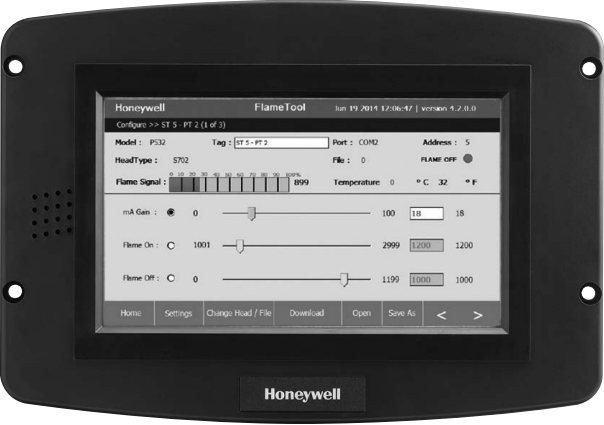 Honeywell FlameTool Jun 19 2014 12:06:47 | version 4.2.0.0
Configure >> ST 5 - PT 2 (1 of 3)
Model : P532 Tag : ST 5 - PT 2 Port : COM2 Address : 5
HeadType : S702 File : 0 FLAME OFF
0 10 20 30 40 50 60 70 80 90 100%
Flame Signal : 899 Temperature 0 ° C 32 ° F
mA Gain : 0 100 18 18
Flame On : 1001 2999 1200 1200
Flame Off : 0 1199 1000 1000
Home Settings Change Head / File Download Open Save As < >
Honeywell